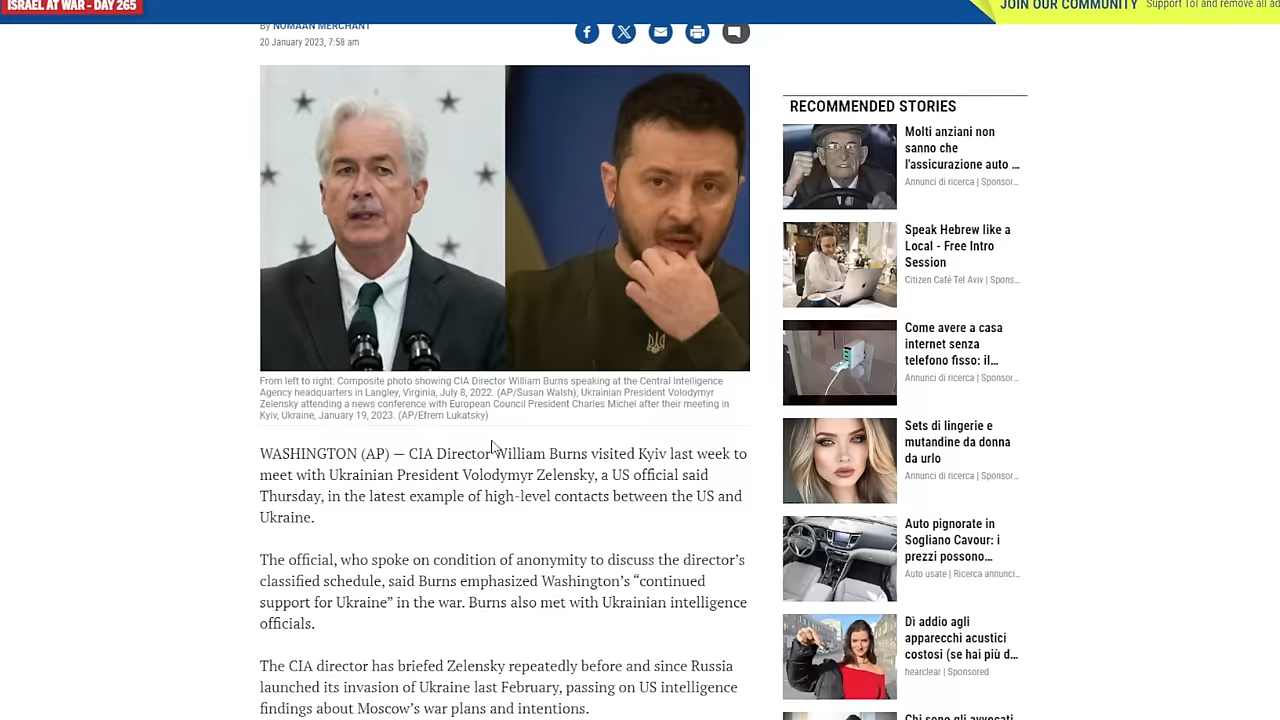 ISRAEL AT WAR - DAY 265
JOIN OUR COMMUNITY Support ToI and remove all
By NOMAAN MERCHANT
20 January 2023, 7:58 am
From left to right: Composite photo showing CIA Director William Burns speaking at the Central Intelligence
Agency headquarters in Langley, Virginia, July 8, 2022. (AP/Susan Walsh); Ukrainian President Volodymyr
Zelensky attending a news conference with European Council President Charles Michel after their meeting in
Kyiv, Ukraine, January 19, 2023. (AP/Efrem Lukatsky)
WASHINGTON (AP) — CIA Director William Burns visited Kyiv last week to
meet with Ukrainian President Volodymyr Zelensky, a US official said
Thursday, in the latest example of high-level contacts between the US and
Ukraine.
The official, who spoke on condition of anonymity to discuss the director’s
classified schedule, said Burns emphasized Washington’s “continued
support for Ukraine” in the war. Burns also met with Ukrainian intelligence
officials.
The CIA director has briefed Zelensky repeatedly before and since Russia
launched its invasion of Ukraine last February, passing on US intelligence
findings about Moscow’s war plans and intentions.
RECOMMENDED STORIES
Molti anziani non
sanno che
l'assicurazione auto ...
Annunci di ricerca | Sponsor...
Speak Hebrew like a
Local - Free Intro
Session
Citizen Café Tel Aviv | Spons...
Come avere a casa
internet senza
telefono fisso: il...
Annunci di ricerca | Sponsor...
Sets di lingerie e
mutandine da donna
da urlo
Annunci di ricerca | Sponsor...
Auto pignorate in
Sogliano Cavour: i
prezzi possono...
Auto usate | Ricerca annunci...
Dì addio agli
apparecchi acustici
costosi (se hai più d...
hearclear | Sponsored
Chi sono gli avvocati